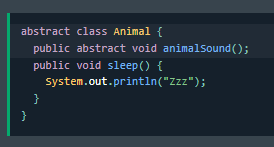 abstract class Animal {
  public abstract void animalSound();
  public void sleep() {
    System.out.println("Zzz");
  }
}